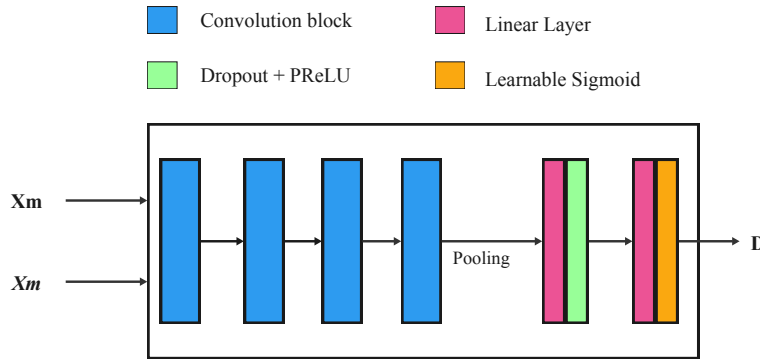 Convolution block
Linear Layer
Dropout + PReLU
Learnable Sigmoid
Xm
Pooling
D
Xm